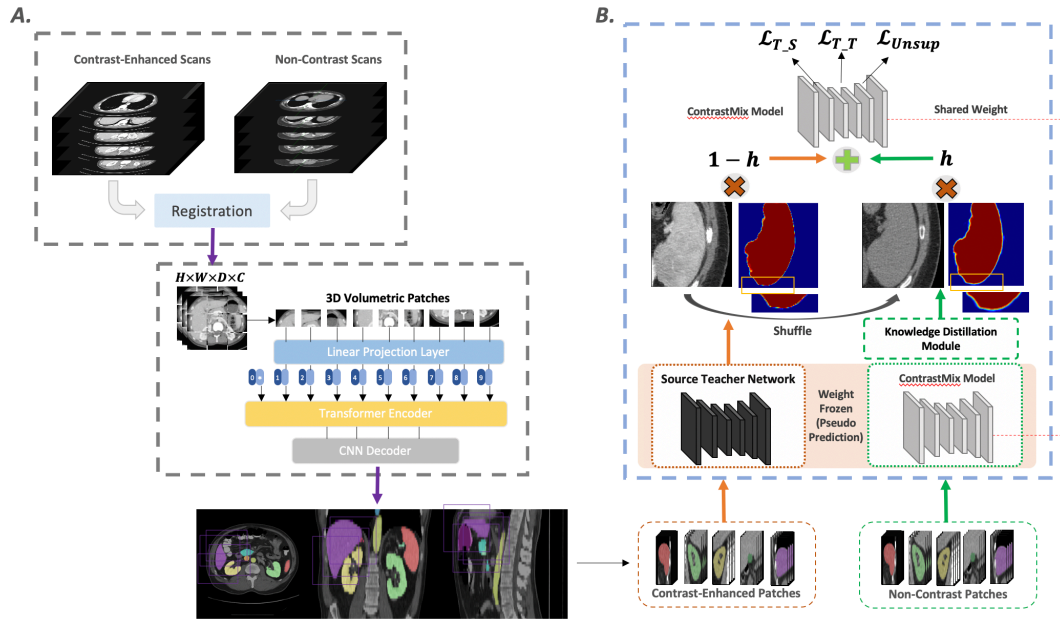 A.
Contrast-Enhanced Scans
Non-Contrast Scans
Registration
H×W×D×C
3D Volumetric Patches
Linear Projection Layer
0 * 1 2 3 4 5 6 7 8 9
Transformer Encoder
CNN Decoder
B.
ℒT_S ℒT_T ℒUnsup
ContrastMix Model
Shared Weight
1 − h
h
Shuffle
Knowledge Distillation
Module
Source Teacher Network
Weight
Frozen
(Pseudo
Prediction)
ContrastMix Model
Contrast-Enhanced Patches
Non-Contrast Patches